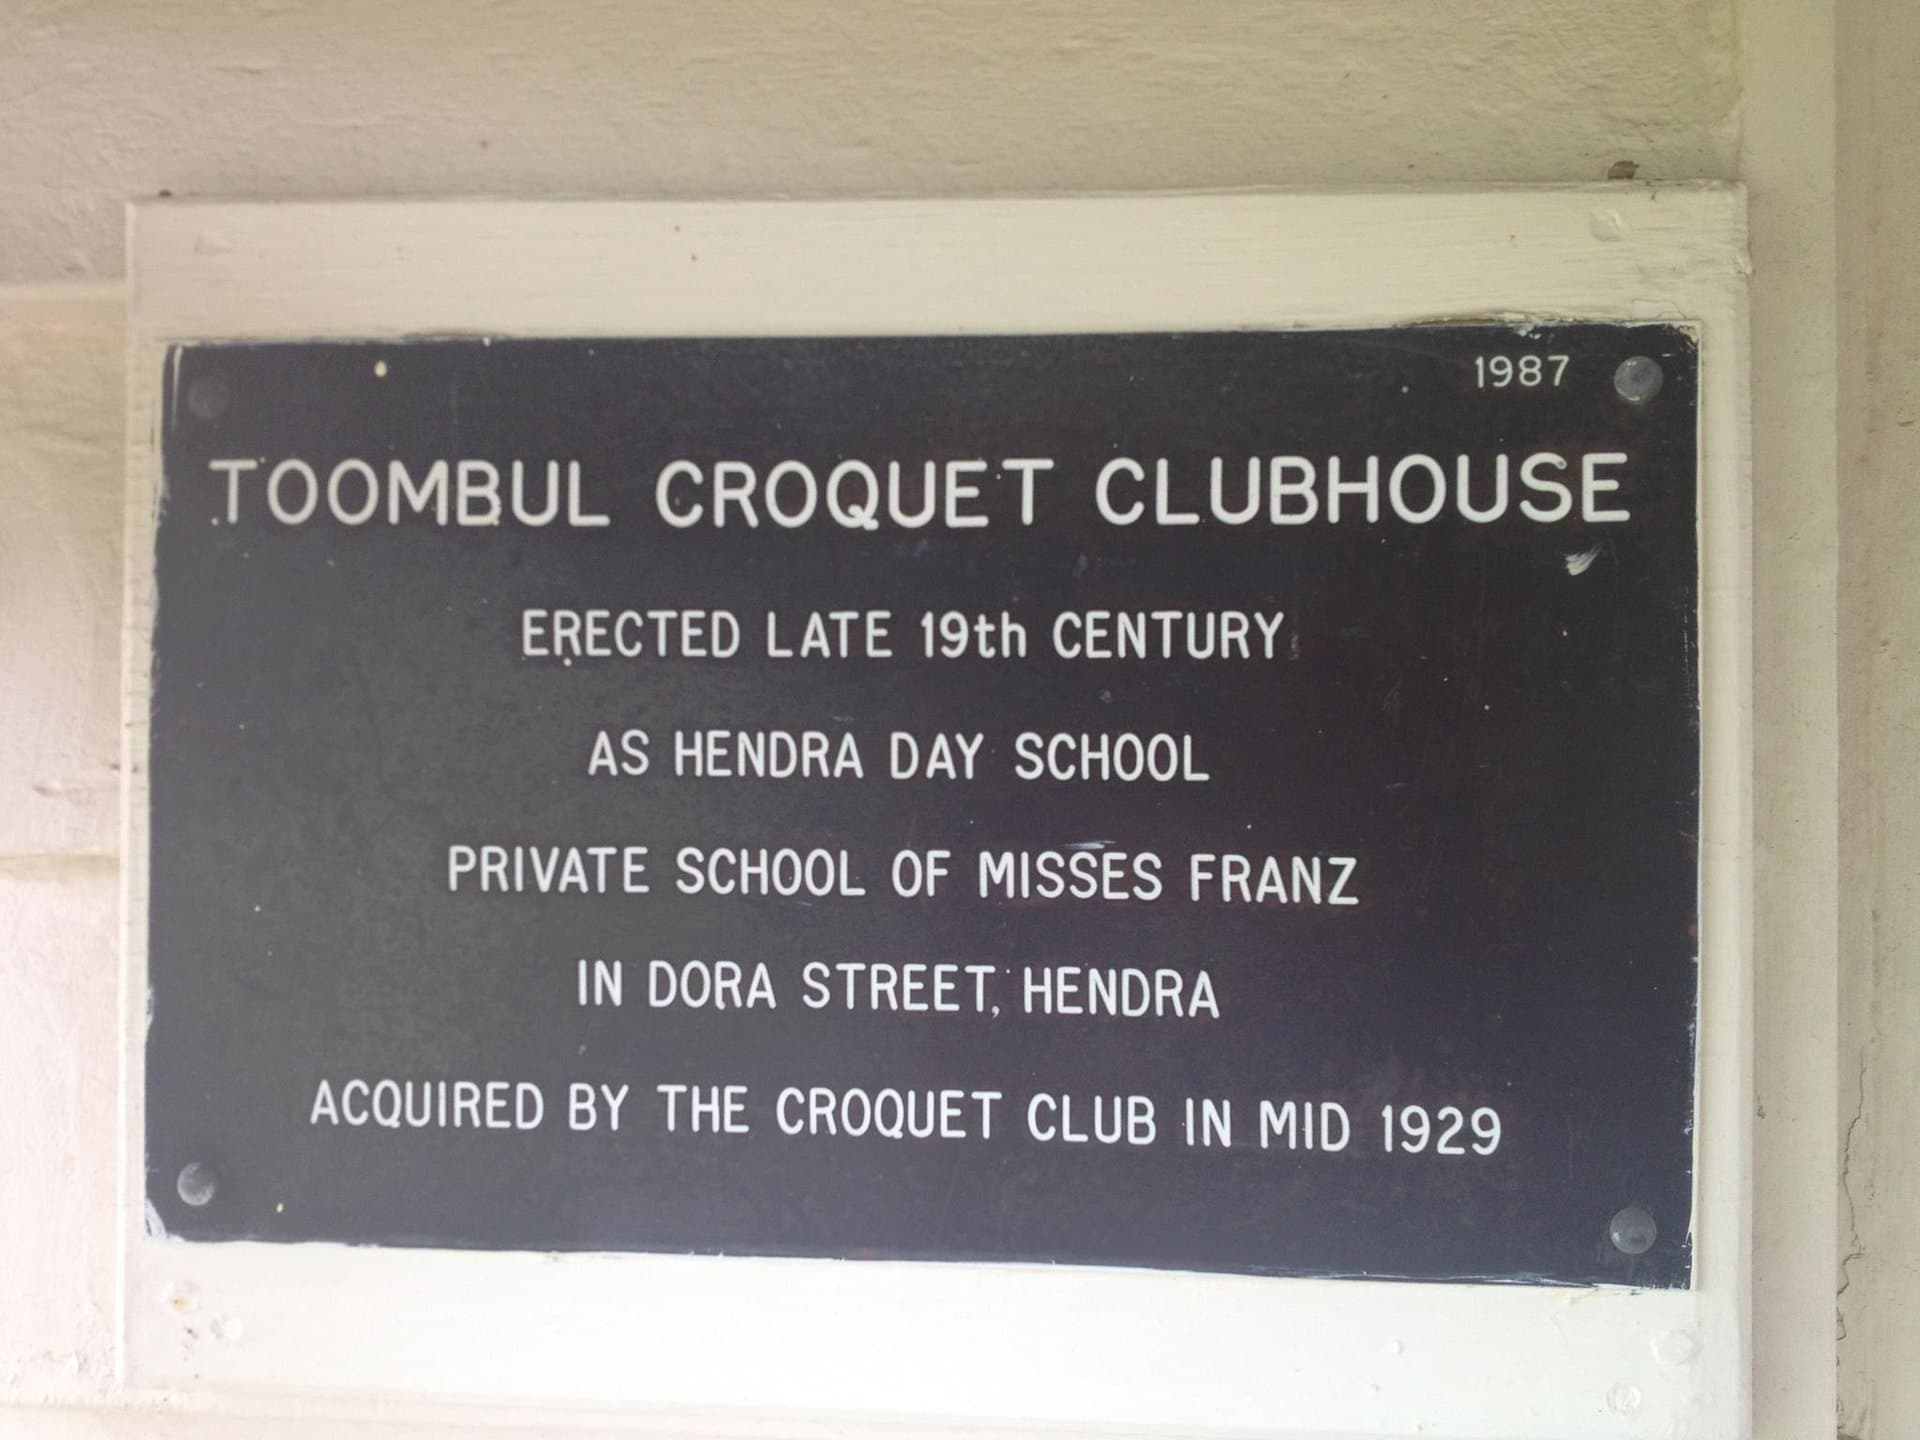 1987
TOOMBUL CROQUET CLUBHOUSE
ERECTED LATE 19th CENTURY
AS HENDRA DAY SCHOOL
PRIVATE SCHOOL OF MISSES FRANZ
IN DORA STREET, HENDRA
ACQUIRED BY THE CROQUET CLUB IN MID 1929